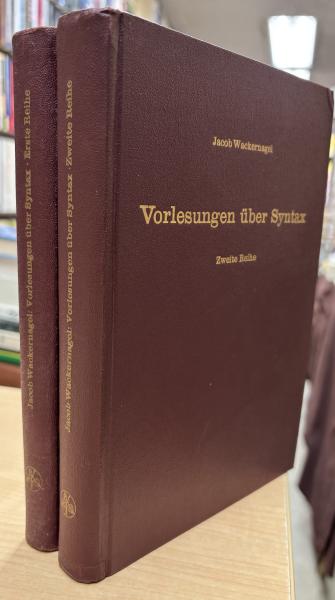 Jacob Wackernagel: Vorlesungen über Syntax · Erste Reihe
Jacob Wackernagel: Vorlesungen über Syntax · Zweite Reihe
Jacob Wackernagel
Vorlesungen über Syntax
Zweite Reihe